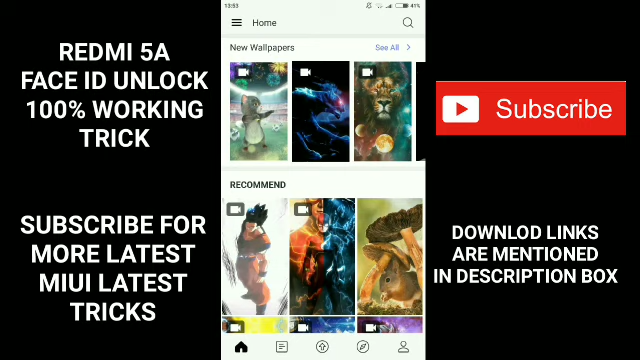 REDMI 5A
FACE ID UNLOCK
100% WORKING
TRICK
SUBSCRIBE FOR
MORE LATEST
MIUI LATEST
TRICKS
13:53
41%
Home
New Wallpapers
See All
RECOMMEND
Subscribe
DOWNLOD LINKS
ARE MENTIONED
IN DESCRIPTION BOX